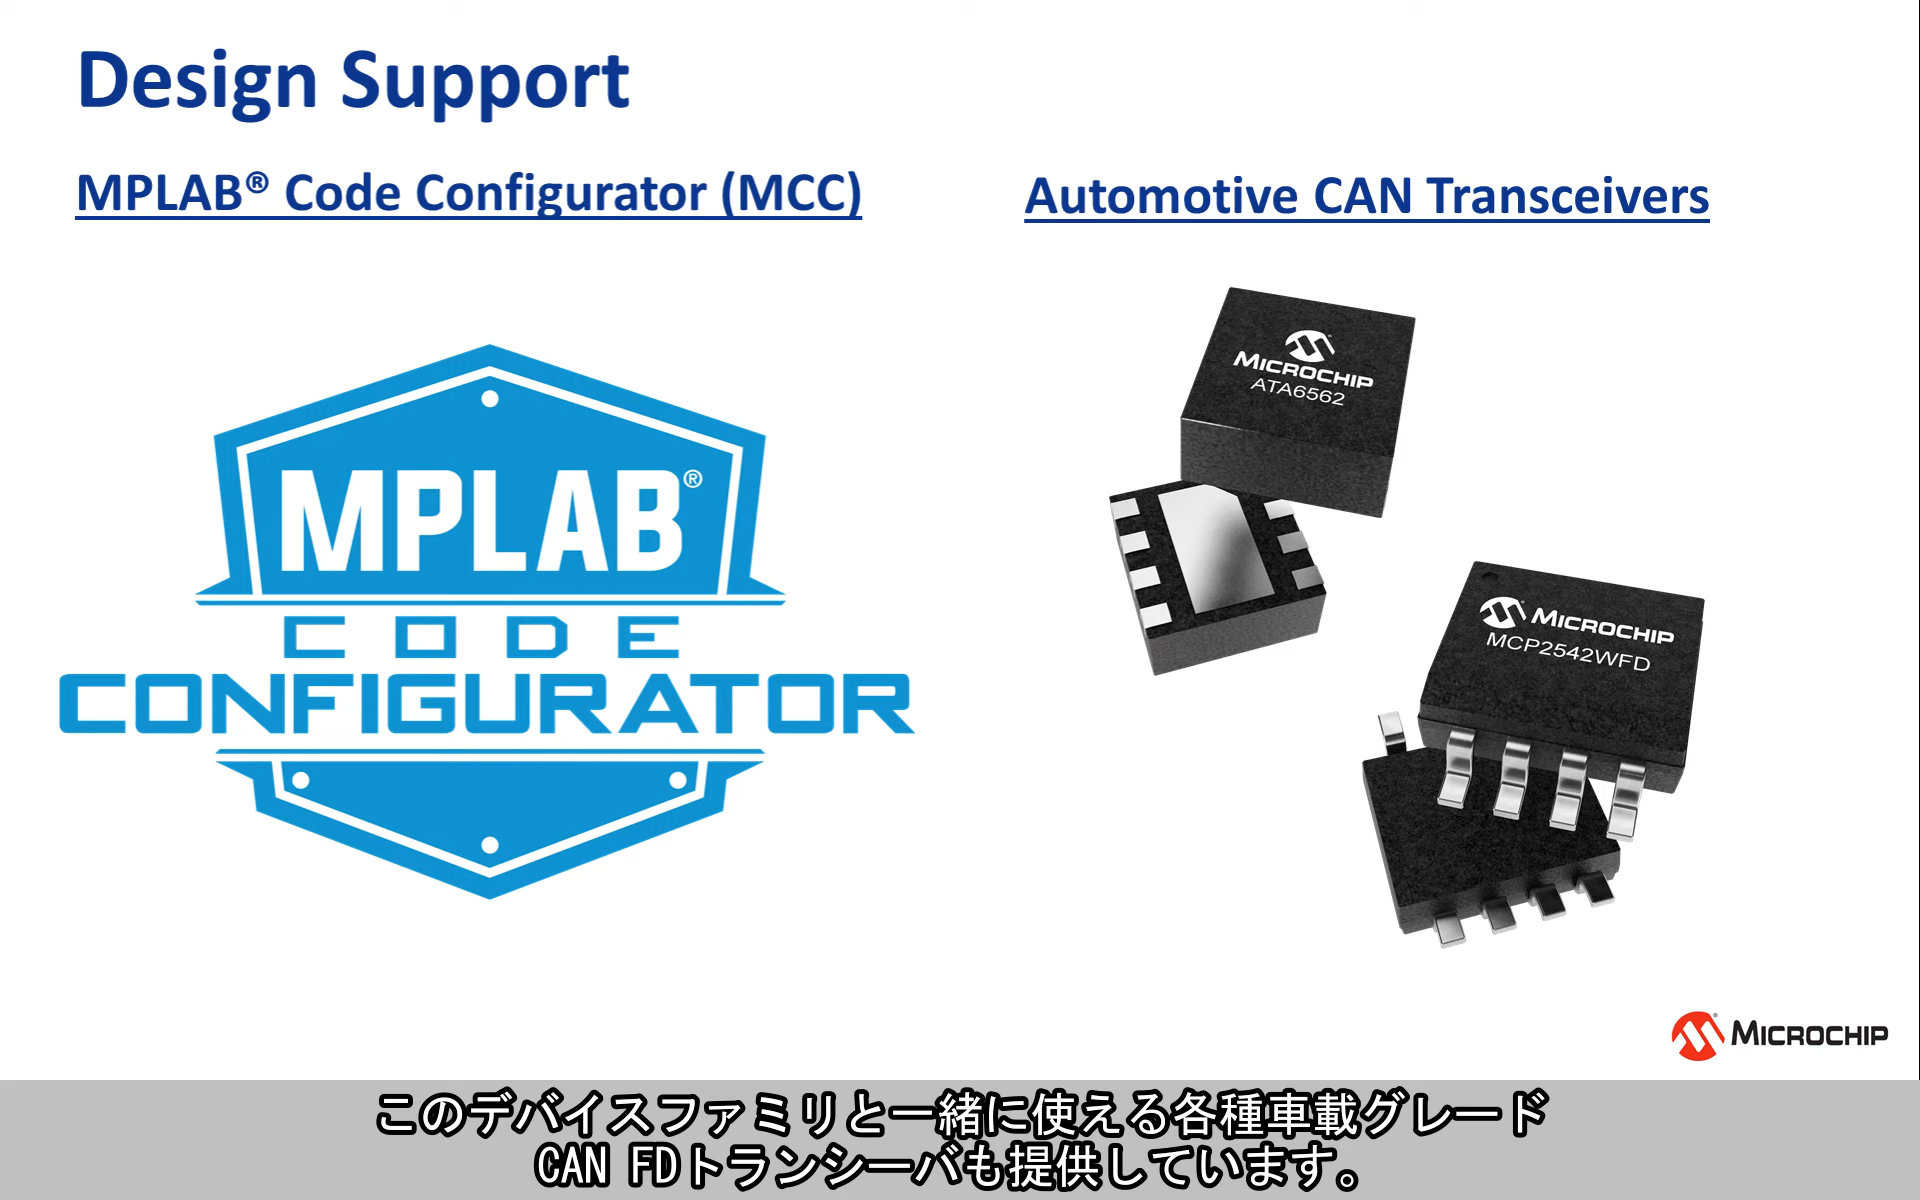 Design Support
MPLAB® Code Configurator (MCC)
Automotive CAN Transceivers
MPLAB®
CODE
CONFIGURATOR
MICROCHIP
ATA6562
MICROCHIP
MCP2542WFD
MICROCHIP
このデバイスファミリと一緒に使える各種車載グレード
CAN FDトランシーバも提供しています。